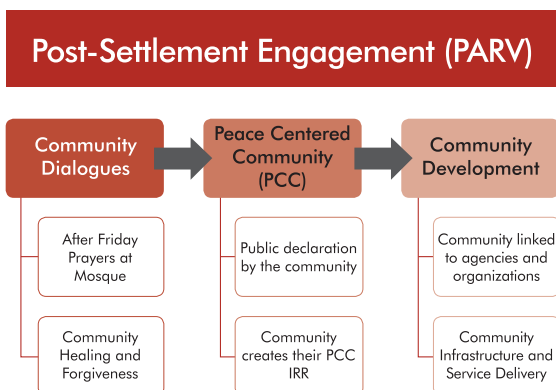 Post-Settlement Engagement (PARV)
Community
Dialogues
Peace Centered
Community
(PCC)
Community
Development
After Friday
Prayers at
Mosque
Public declaration
by the community
Community linked
to agencies and
organizations
Community
Healing and
Forgiveness
Community
creates their PCC
IRR
Community
Infrastructure and
Service Delivery